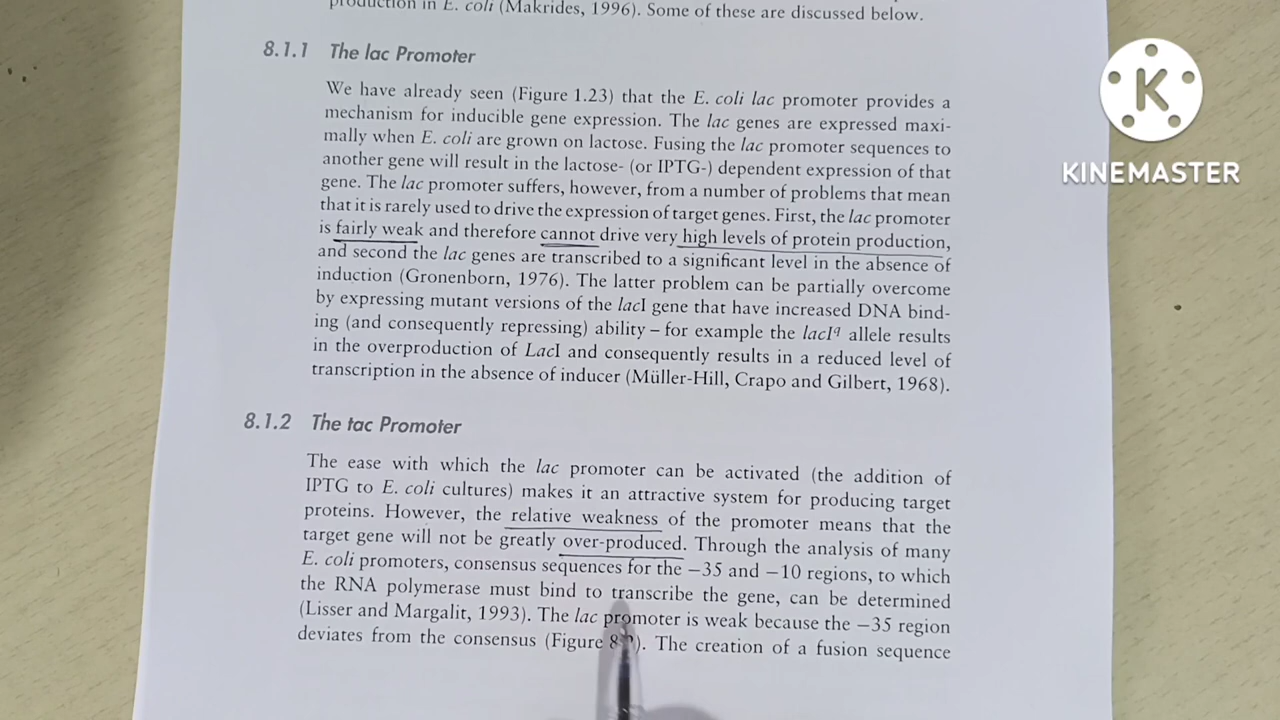 production in E. coli (Makrides, 1996). Some of these are discussed below.
8.1.1 The lac Promoter
We have already seen (Figure 1.23) that the E. coli lac promoter provides a
mechanism for inducible gene expression. The lac genes are expressed maxi-
mally when E. coli are grown on lactose. Fusing the lac promoter sequences to
another gene will result in the lactose- (or IPTG-) dependent expression of that
gene. The lac promoter suffers, however, from a number of problems that mean
that it is rarely used to drive the expression of target genes. First, the lac promoter
is fairly weak and therefore cannot drive very high levels of protein production,
and second the lac genes are transcribed to a significant level in the absence of
induction (Gronenborn, 1976). The latter problem can be partially overcome
by expressing mutant versions of the lacI gene that have increased DNA bind-
ing (and consequently repressing) ability – for example the lacIq allele results
in the overproduction of LacI and consequently results in a reduced level of
transcription in the absence of inducer (Müller-Hill, Crapo and Gilbert, 1968).
8.1.2 The tac Promoter
The ease with which the lac promoter can be activated (the addition of
IPTG to E. coli cultures) makes it an attractive system for producing target
proteins. However, the relative weakness of the promoter means that the
target gene will not be greatly over-produced. Through the analysis of many
E. coli promoters, consensus sequences for the −35 and −10 regions, to which
the RNA polymerase must bind to transcribe the gene, can be determined
(Lisser and Margalit, 1993). The lac promoter is weak because the −35 region
deviates from the consensus (Figure The creation of a fusion sequence
K
KINEMASTER